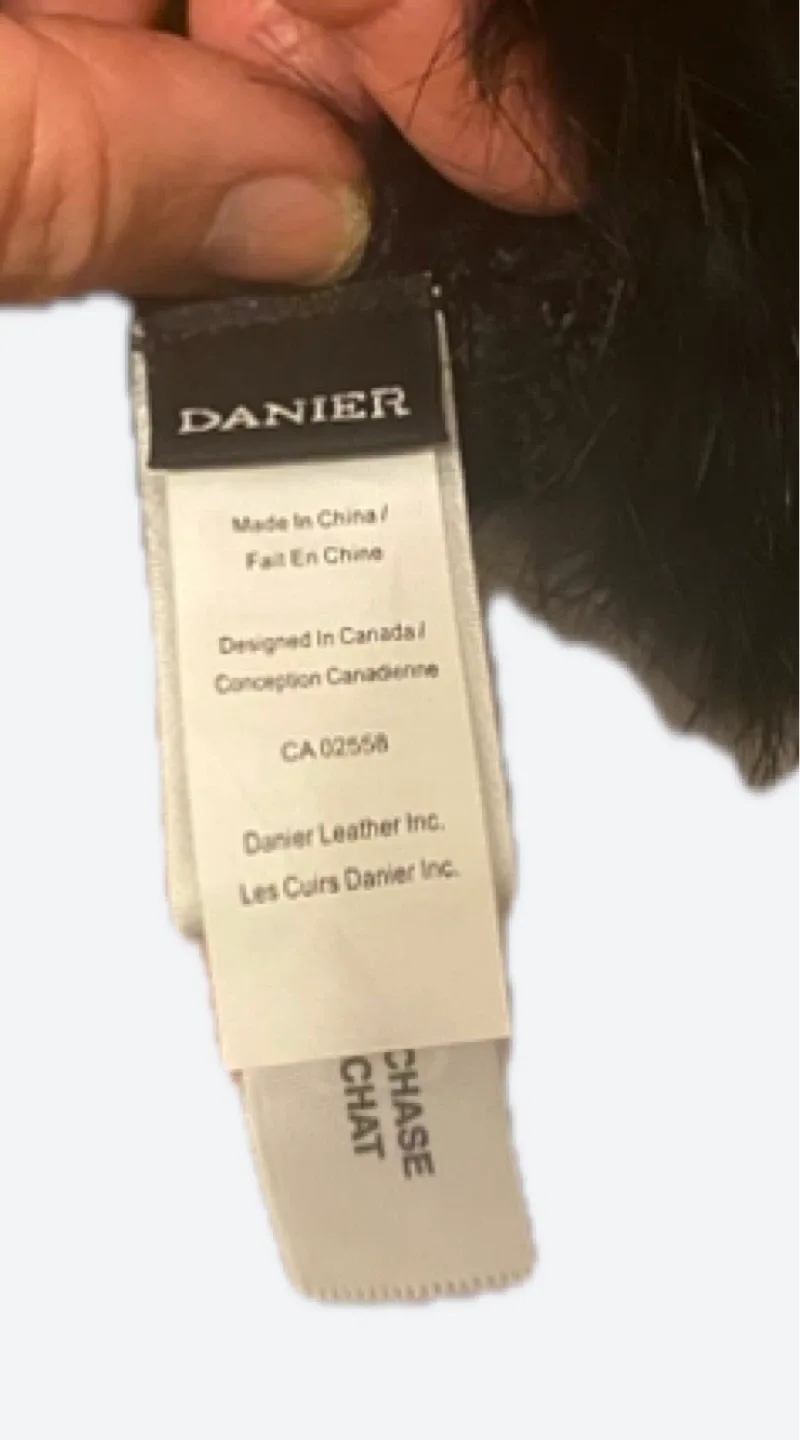 DANIER
Made In China /
Fait En Chine
Designed In Canada /
Conception Canadienne
CA 02558
Danier Leather Inc.
Les Cuirs Danier Inc.
CHASE
CHAT